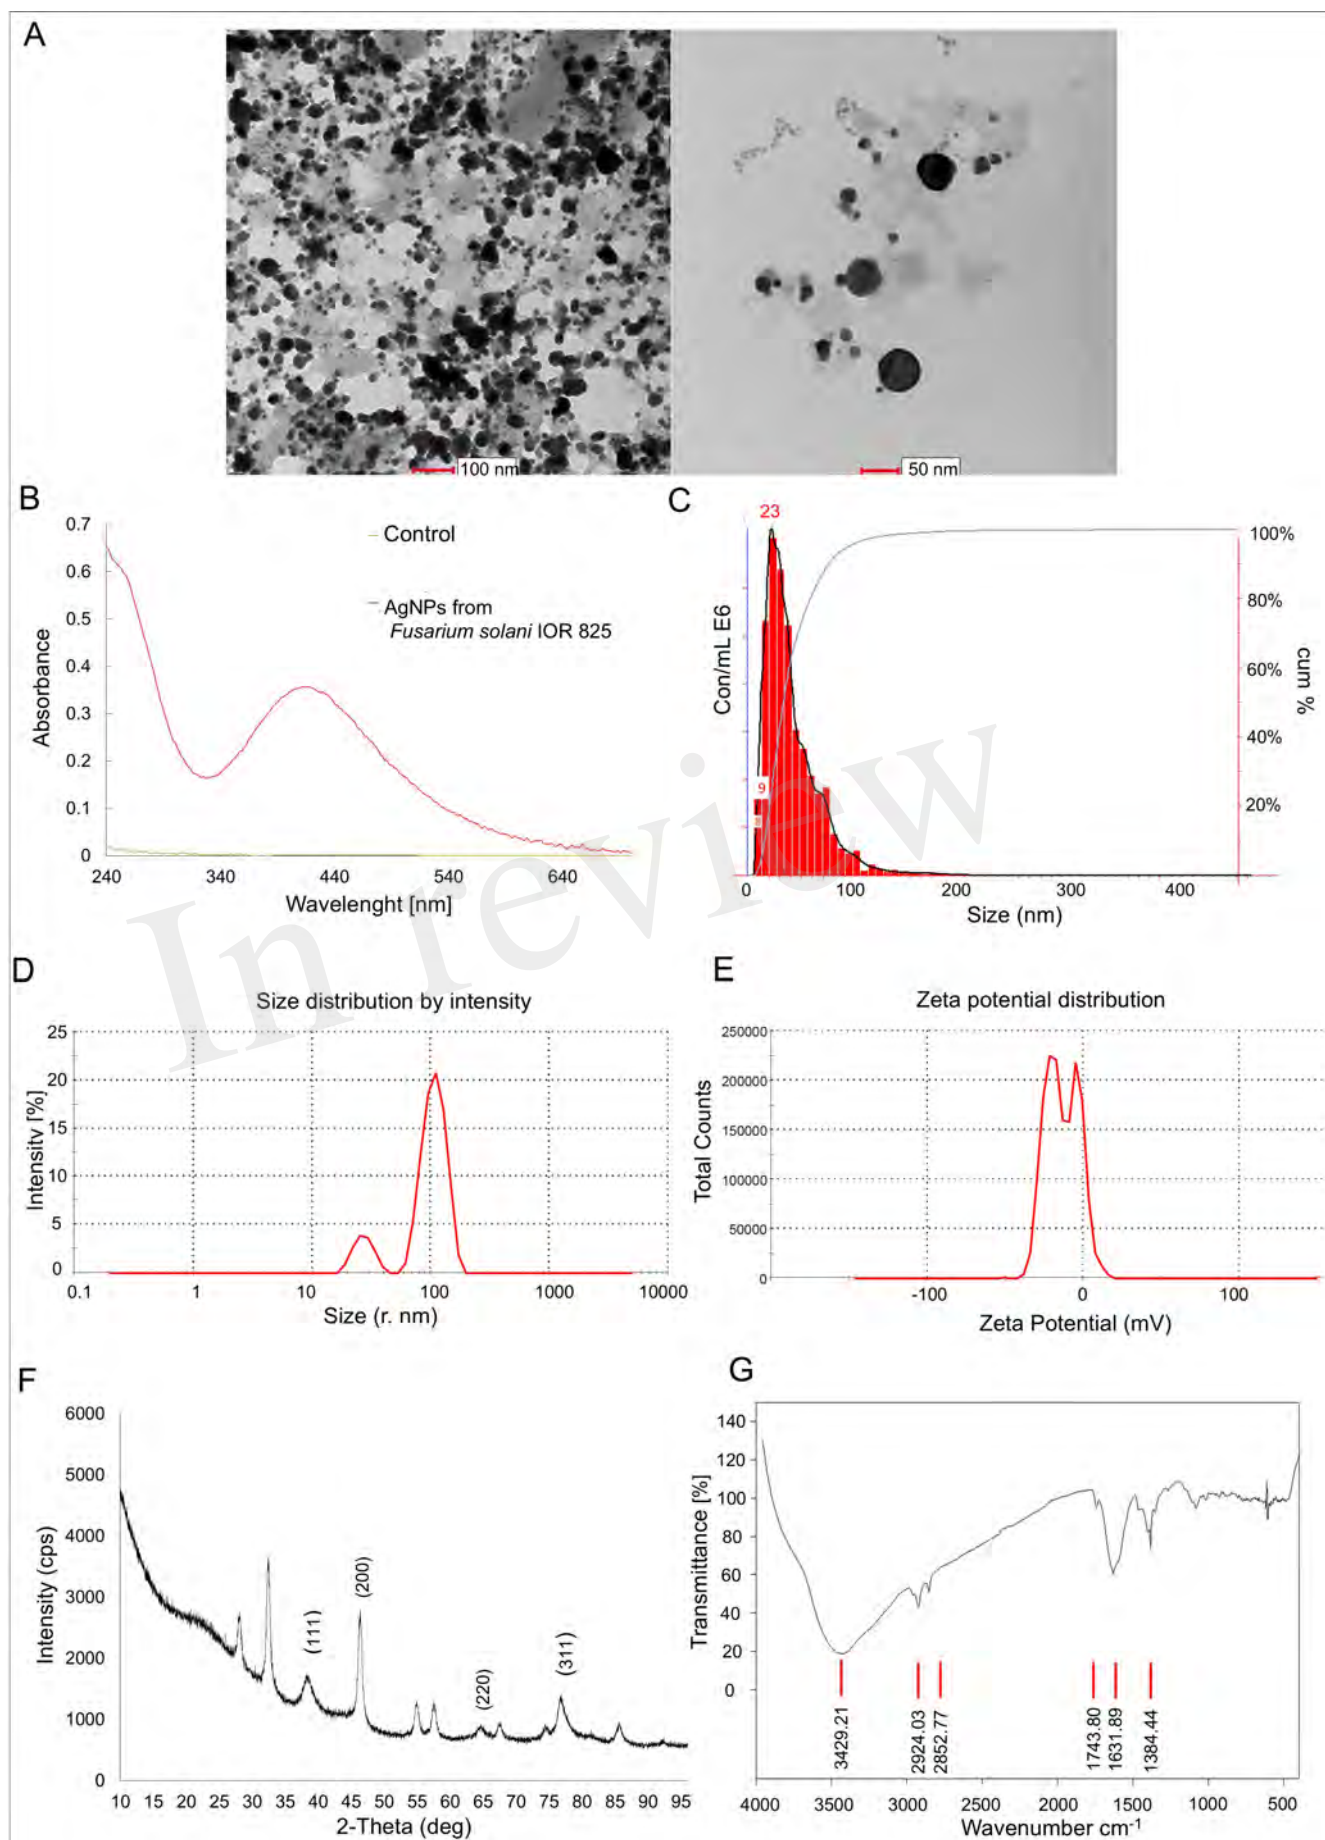 A
100 nm
50 nm
B
0.7
0.6
0.5
0.4
0.3
0.2
0.1
0
Absorbance
Control
AgNPs from
Fusarium solani IOR 825
240
340
440
540
640
Wavelenght [nm]
C
23
9
Con/mL E6
100%
80%
60%
40%
20%
cum %
0
100
200
300
400
Size (nm)
In review
D
Size distribution by intensity
25
20
15
10
5
0
Intensity [%]
0.1
1
10
100
1000
10000
Size (r. nm)
E
Zeta potential distribution
250000
200000
150000
100000
50000
0
Total Counts
-100
0
100
Zeta Potential (mV)
F
6000
5000
4000
3000
2000
1000
0
Intensity (cps)
(111)
(200)
(220)
(311)
10 15 20 25 30 35 40 45 50 55 60 65 70 75 80 85 90 95
2-Theta (deg)
G
140
120
100
80
60
40
20
0
Transmittance [%]
3429.21
2924.03
2852.77
1743.80
1631.89
1384.44
4000 3500 3000 2500 2000 1500 1000 500
Wavenumber cm⁻¹